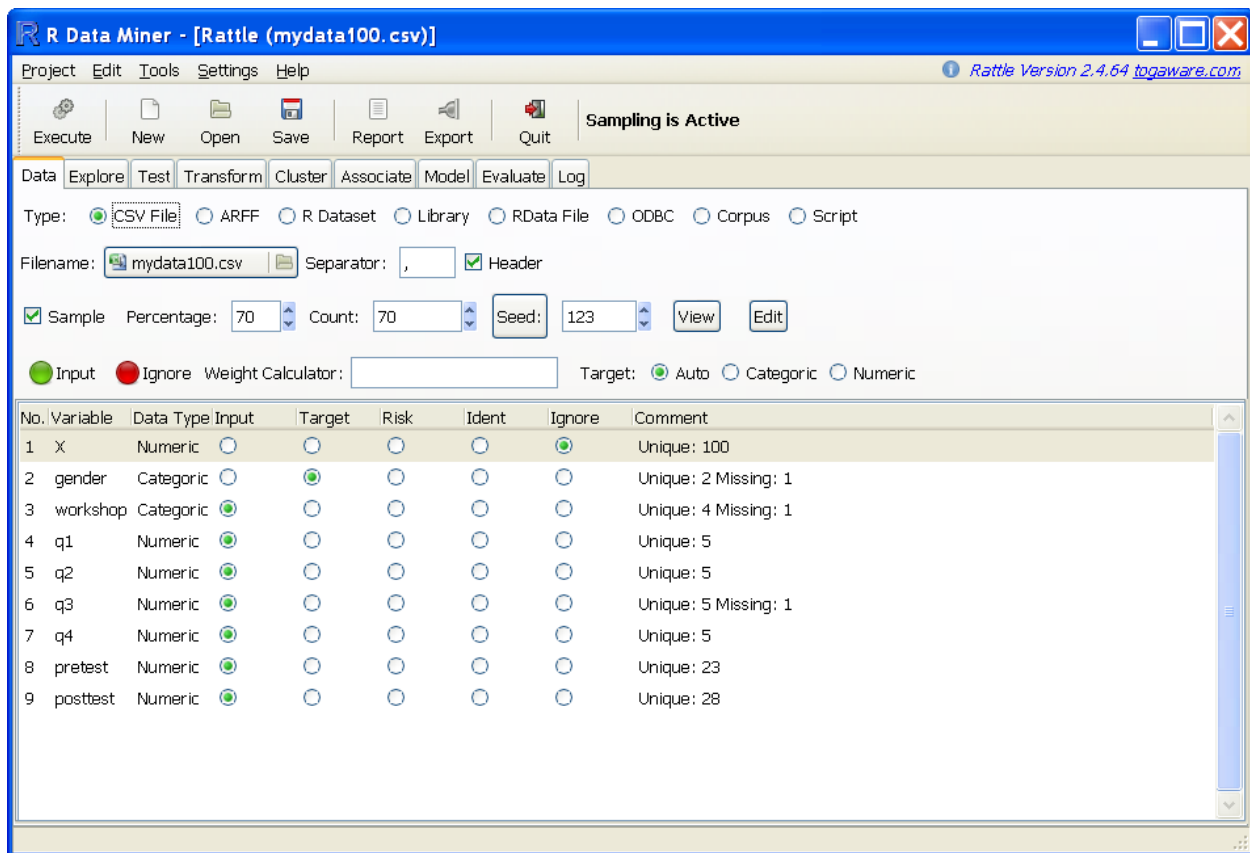 R Data Miner - [Rattle (mydata100.csv)]
Project Edit Tools Settings Help Rattle Version 2.4.64 togaware.com
Execute New Open Save Report Export Quit Sampling is Active
Data Explore Test Transform Cluster Associate Model Evaluate Log
Type: CSV File ARFF R Dataset Library RData File ODBC Corpus Script
Filename: mydata100.csv Separator: , Header
Sample Percentage: 70 Count: 70 Seed: 123 View Edit
Input Ignore Weight Calculator: Target: Auto Categoric Numeric
No. Variable Data Type Input Target Risk Ident Ignore Comment
1 X Numeric Unique: 100
2 gender Categoric Unique: 2 Missing: 1
3 workshop Categoric Unique: 4 Missing: 1
4 q1 Numeric Unique: 5
5 q2 Numeric Unique: 5
6 q3 Numeric Unique: 5 Missing: 1
7 q4 Numeric Unique: 5
8 pretest Numeric Unique: 23
9 posttest Numeric Unique: 28